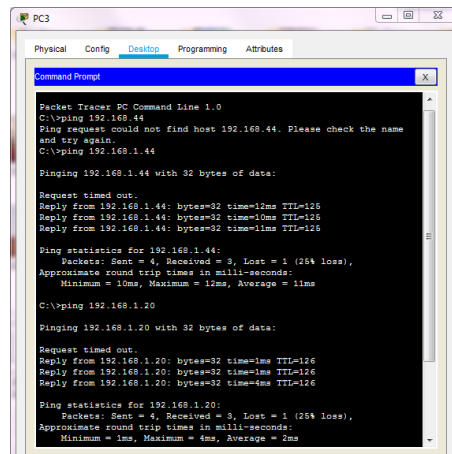 PC3
Physical Config Desktop Programming Attributes
Command Prompt
X
Packet Tracer PC Command Line 1.0
C:\>ping 192.168.44
Ping request could not find host 192.168.44. Please check the name
and try again.
C:\>ping 192.168.1.44
Pinging 192.168.1.44 with 32 bytes of data:
Request timed out.
Reply from 192.168.1.44: bytes=32 time=12ms TTL=125
Reply from 192.168.1.44: bytes=32 time=10ms TTL=125
Reply from 192.168.1.44: bytes=32 time=11ms TTL=125
Ping statistics for 192.168.1.44:
Packets: Sent = 4, Received = 3, Lost = 1 (25% loss),
Approximate round trip times in milli-seconds:
Minimum = 10ms, Maximum = 12ms, Average = 11ms
C:\>ping 192.168.1.20
Pinging 192.168.1.20 with 32 bytes of data:
Request timed out.
Reply from 192.168.1.20: bytes=32 time=1ms TTL=126
Reply from 192.168.1.20: bytes=32 time=1ms TTL=126
Reply from 192.168.1.20: bytes=32 time=4ms TTL=126
Ping statistics for 192.168.1.20:
Packets: Sent = 4, Received = 3, Lost = 1 (25% loss),
Approximate round trip times in milli-seconds:
Minimum = 1ms, Maximum = 4ms, Average = 2ms